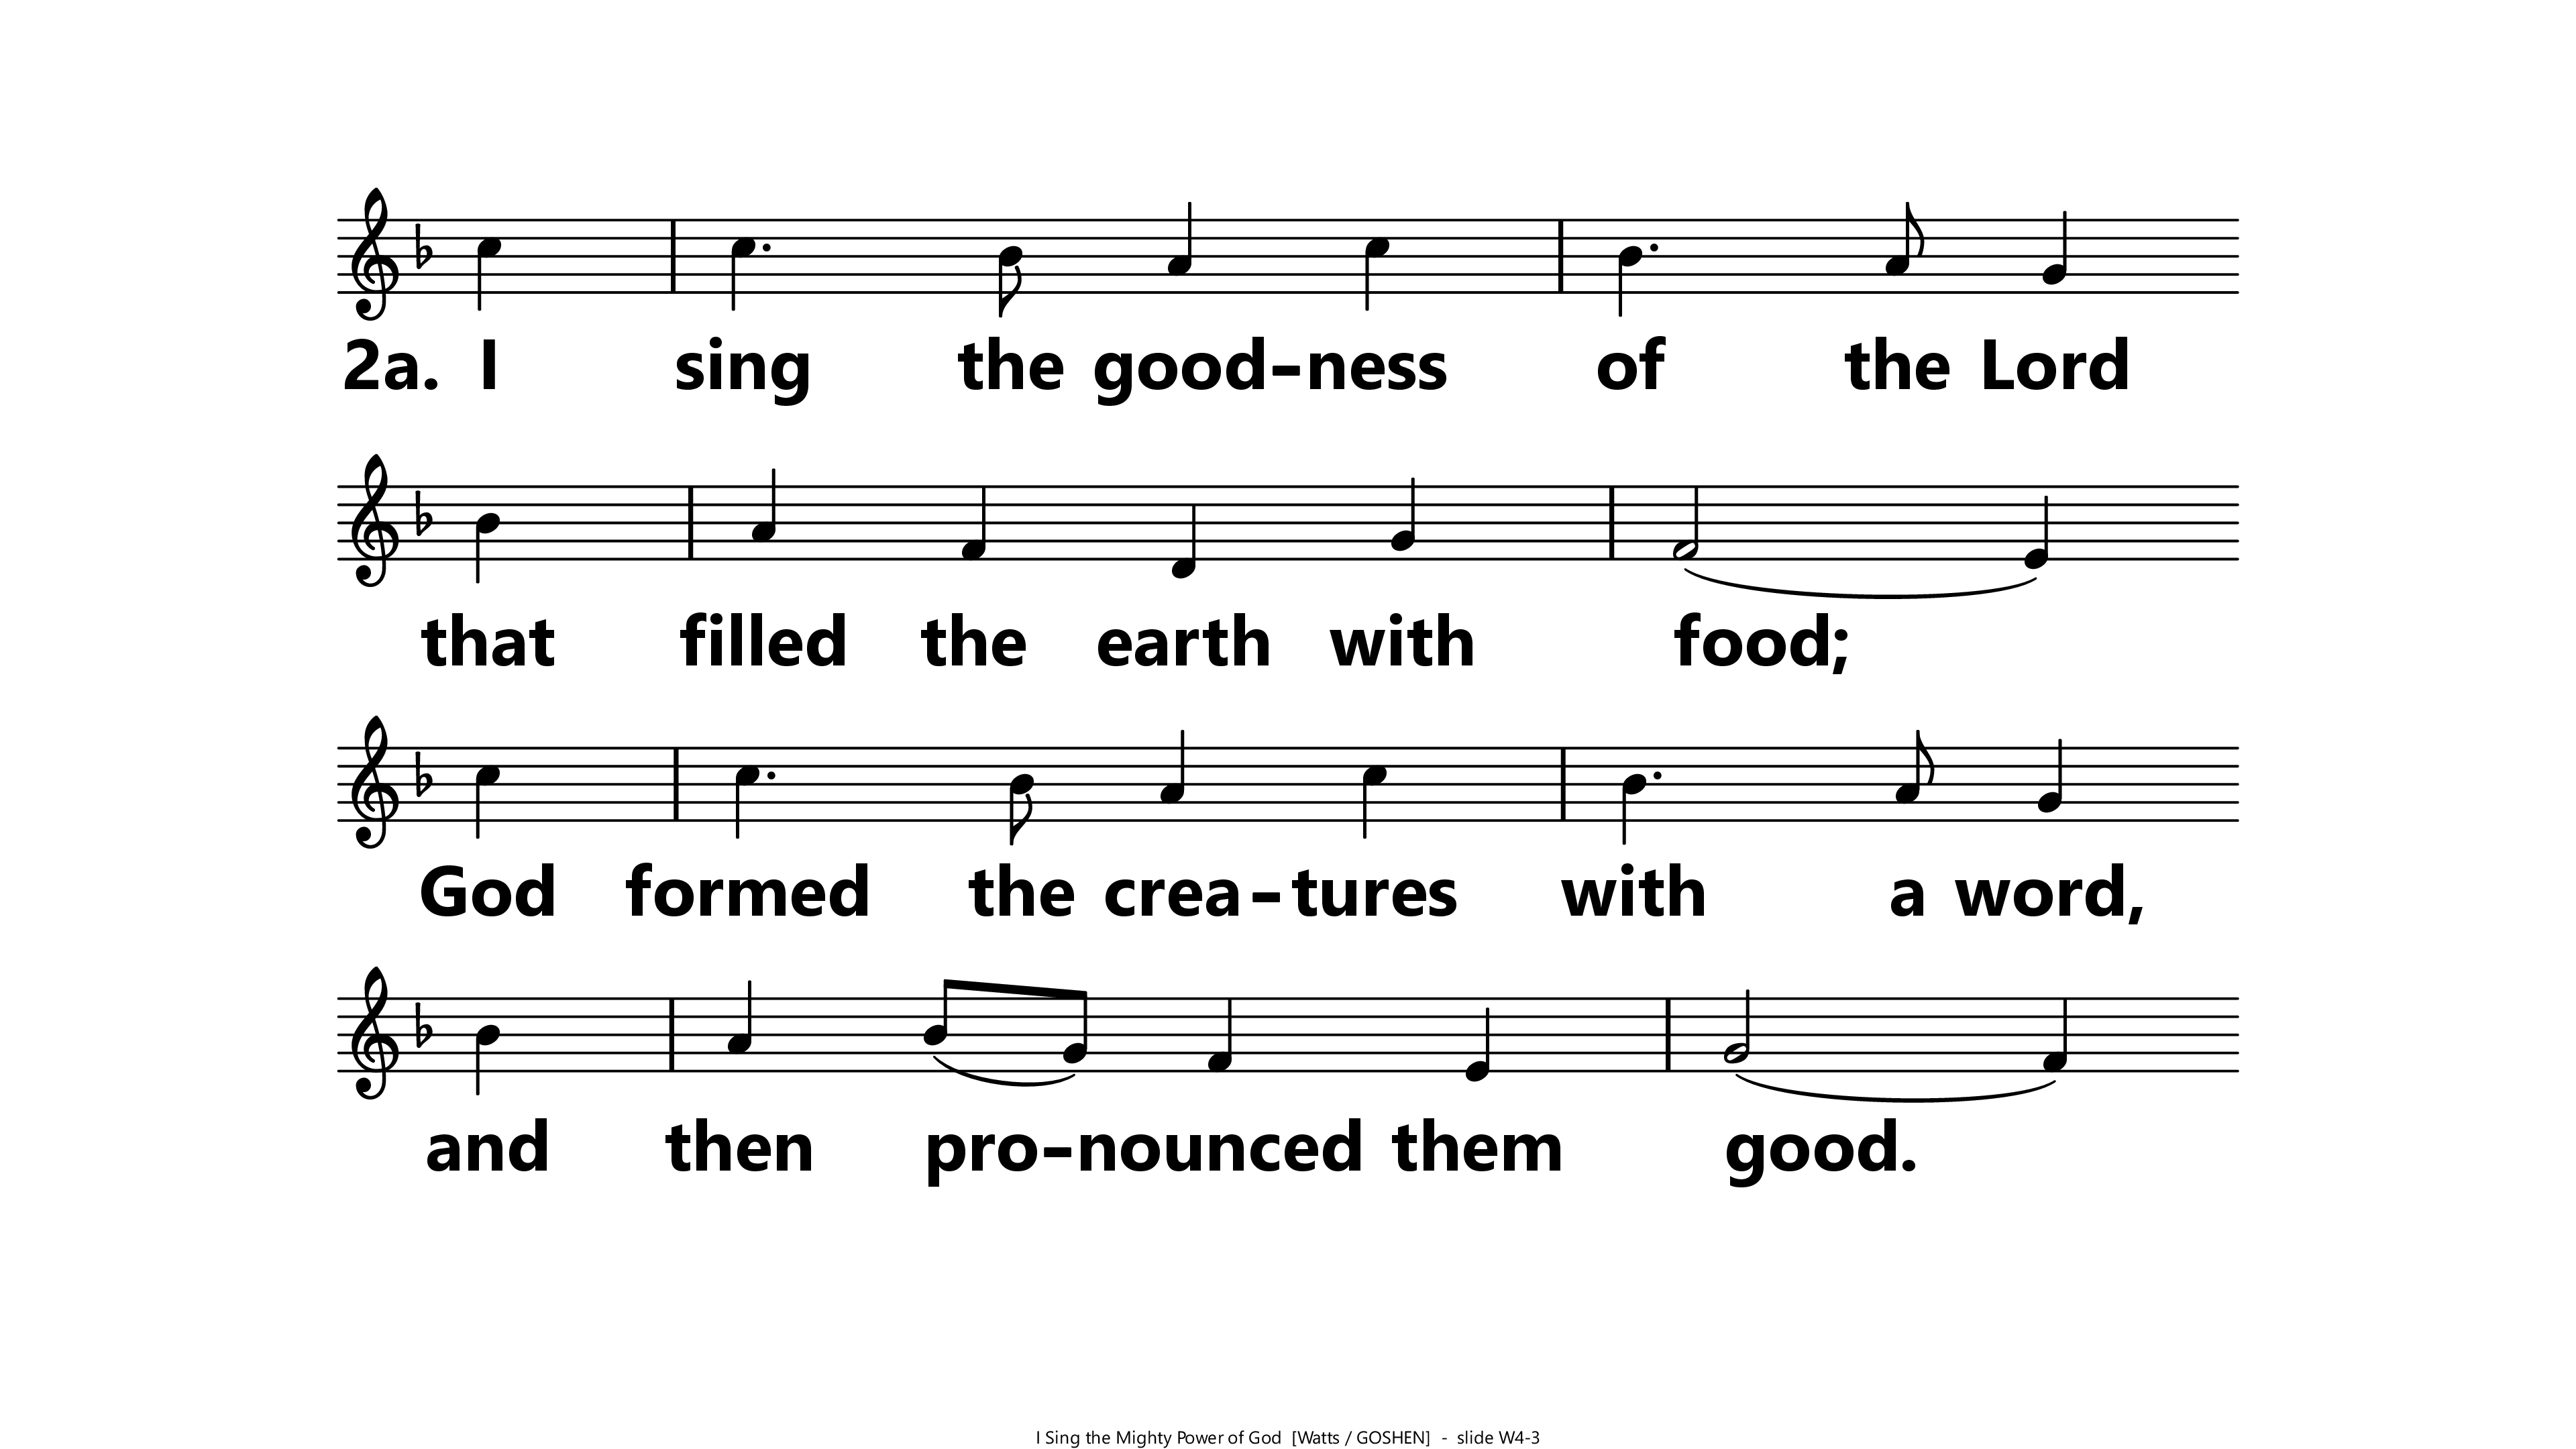 2a. I sing the good-ness of the Lord
that filled the earth with food;
God formed the crea-tures with a word,
and then pro-nounced them good.
I Sing the Mighty Power of God [Watts / GOSHEN] - slide W4-3